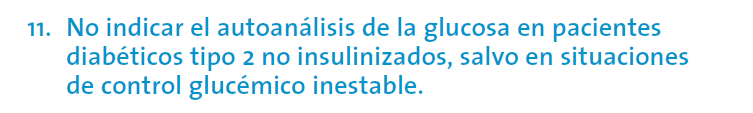 11. No indicar el autoanálisis de la glucosa en pacientes
diabéticos tipo 2 no insulinizados, salvo en situaciones
de control glucémico inestable.